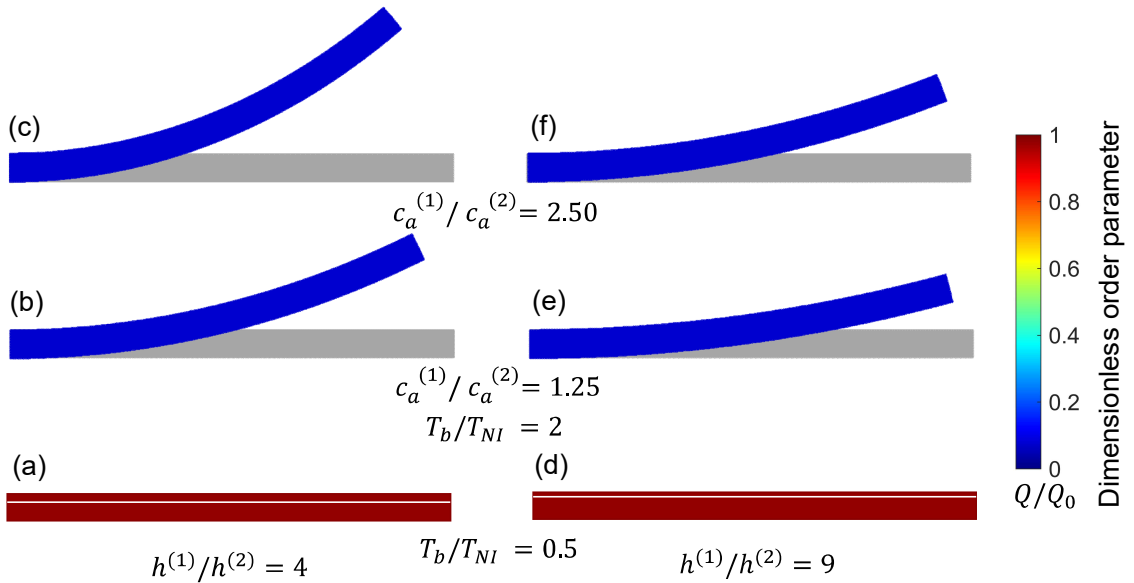 (c)
(f)
c_a^(1) / c_a^(2) = 2.50
(b)
(e)
c_a^(1) / c_a^(2) = 1.25
T_b/T_NI = 2
(a)
(d)
T_b/T_NI = 0.5
h^(1)/h^(2) = 4
h^(1)/h^(2) = 9
1
0.8
0.6
0.4
0.2
0
Q/Q_0
Dimensionless order parameter